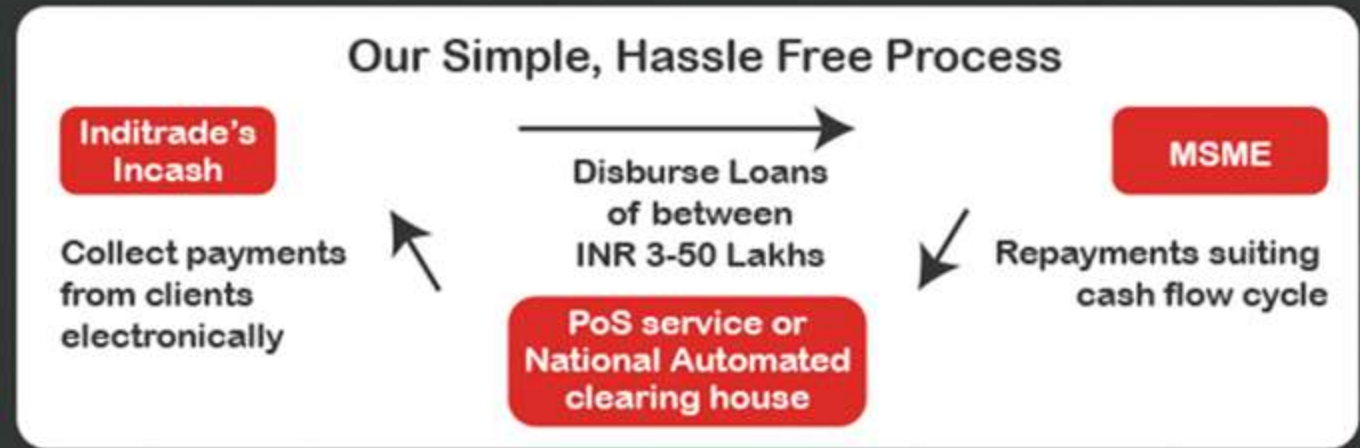 Our Simple, Hassle Free Process
Inditrade's
Incash
Disburse Loans
of between
INR 3-50 Lakhs
MSME
Collect payments
from clients
electronically
Repayments suiting
cash flow cycle
PoS service or
National Automated
clearing house